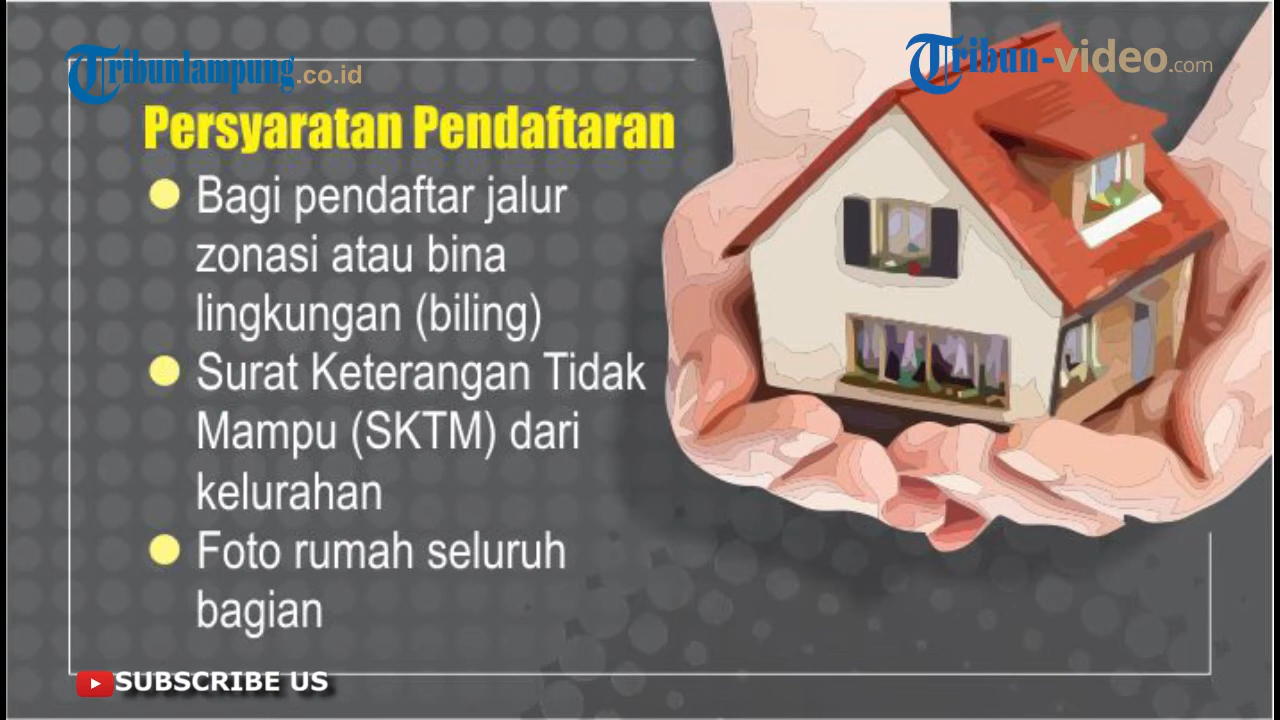 Tribunlampung.co.id
Tribun-video.com
Persyaratan Pendaftaran
Bagi pendaftar jalur
zonasi atau bina
lingkungan (biling)
Surat Keterangan Tidak
Mampu (SKTM) dari
kelurahan
Foto rumah seluruh
bagian
SUBSCRIBE US